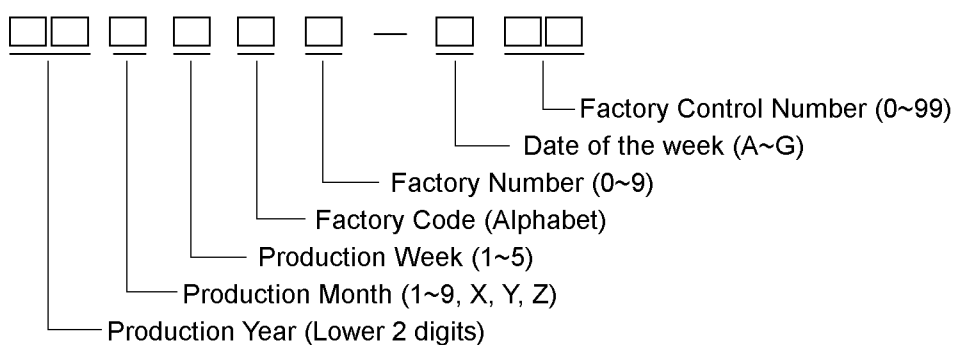 Factory Control Number (0~99)
Date of the week (A~G)
Factory Number (0~9)
Factory Code (Alphabet)
Production Week (1~5)
Production Month (1~9, X, Y, Z)
Production Year (Lower 2 digits)